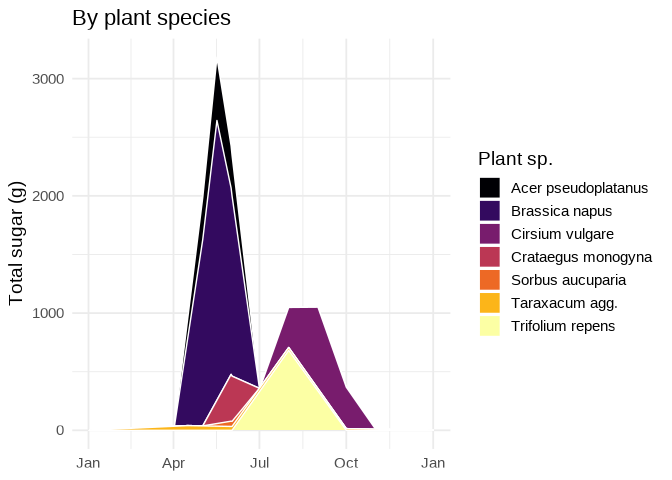 By plant species
Total sugar (g)
3000
2000
1000
0
Jan Apr Jul Oct Jan
Plant sp.
Acer pseudoplatanus
Brassica napus
Cirsium vulgare
Crataegus monogyna
Sorbus aucuparia
Taraxacum agg.
Trifolium repens